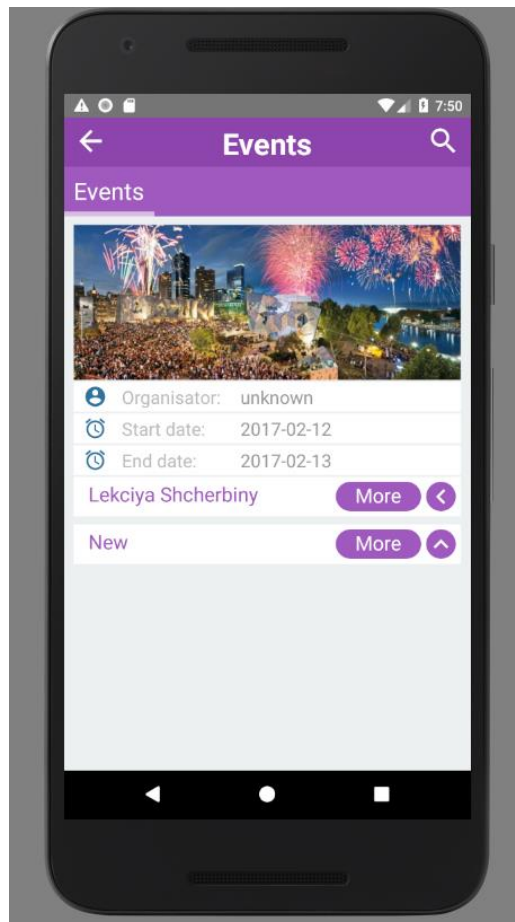 7:50
Events
Events
Organisator: unknown
Start date: 2017-02-12
End date: 2017-02-13
Lekciya Shcherbiny More
New More